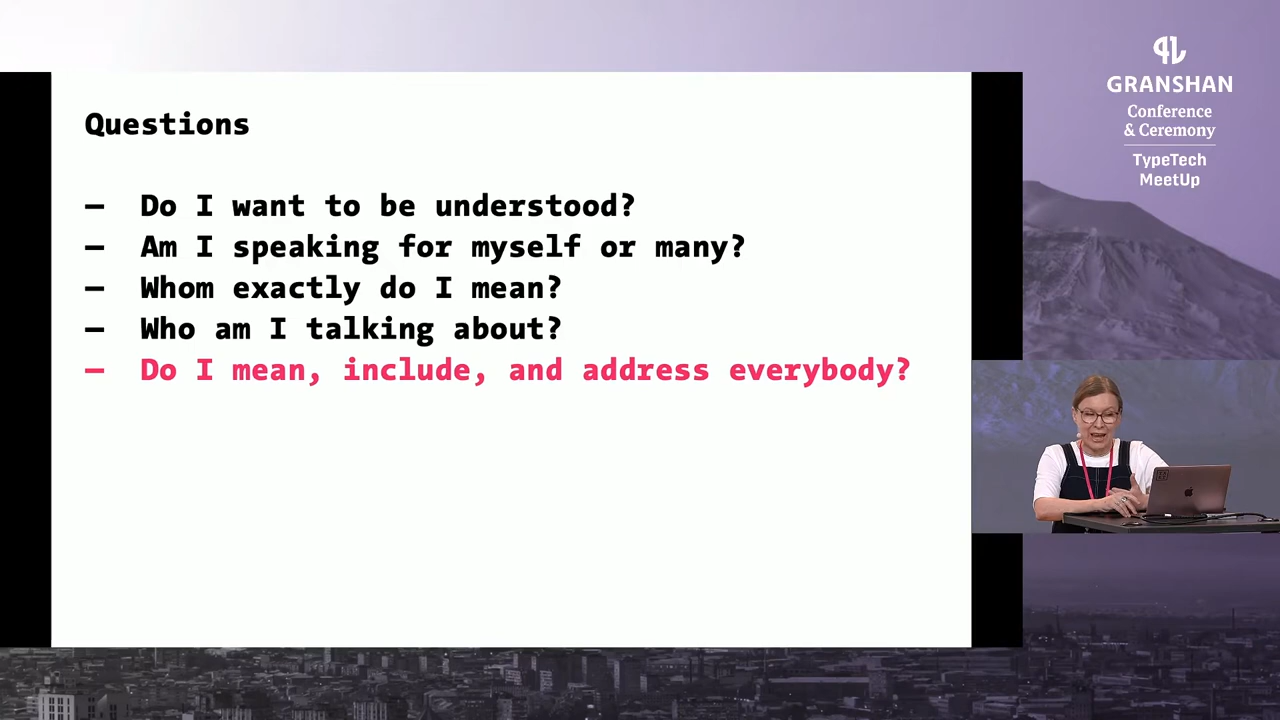 Questions
– Do I want to be understood?
– Am I speaking for myself or many?
– Whom exactly do I mean?
– Who am I talking about?
– Do I mean, include, and address everybody?
GRANSHAN
Conference
& Ceremony
TypeTech
MeetUp